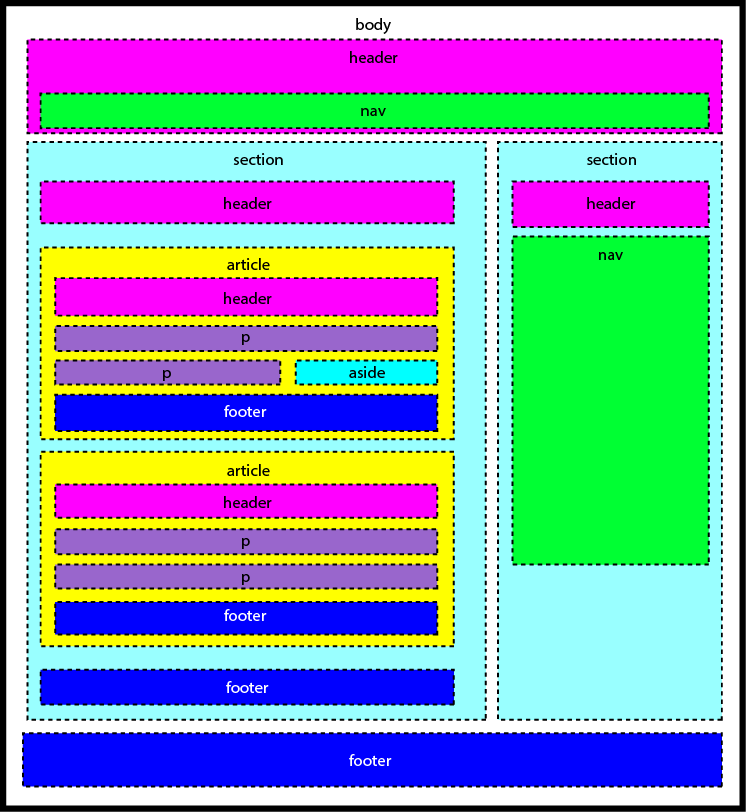 body
header
nav
section
header
article
header
p
p
aside
footer
article
header
p
p
footer
footer
section
header
nav
footer